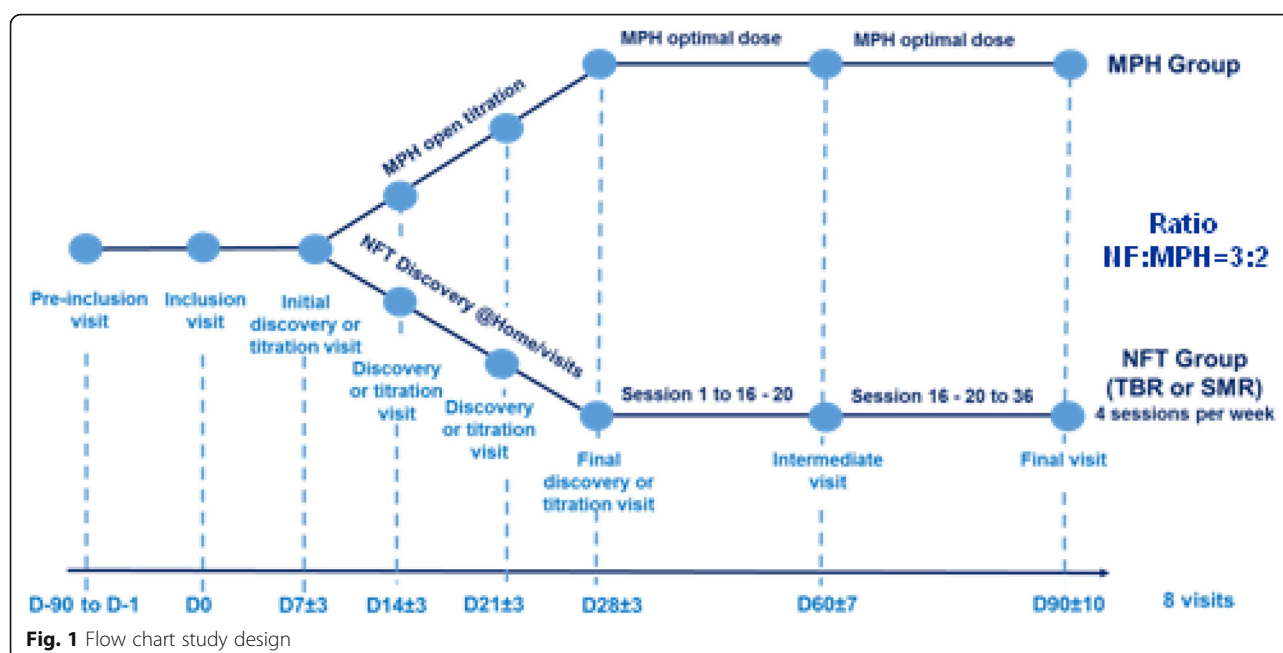 MPH optimal dose
MPH optimal dose
MPH Group
MPH open titration
Ratio
NF:MPH=3:2
NFT Discovery @Home/visits
Pre-inclusion
visit
Inclusion
visit
Initial
discovery or
titration visit
Discovery
or titration
visit
Discovery
or titration
visit
Session 1 to 16 - 20
Session 16 - 20 to 36
NFT Group
(TBR or SMR)
4 sessions per week
Final
discovery or
titration visit
Intermediate
visit
Final visit
D-90 to D-1
D0
D7±3
D14±3
D21±3
D28±3
D60±7
D90±10
8 visits
Fig. 1 Flow chart study design